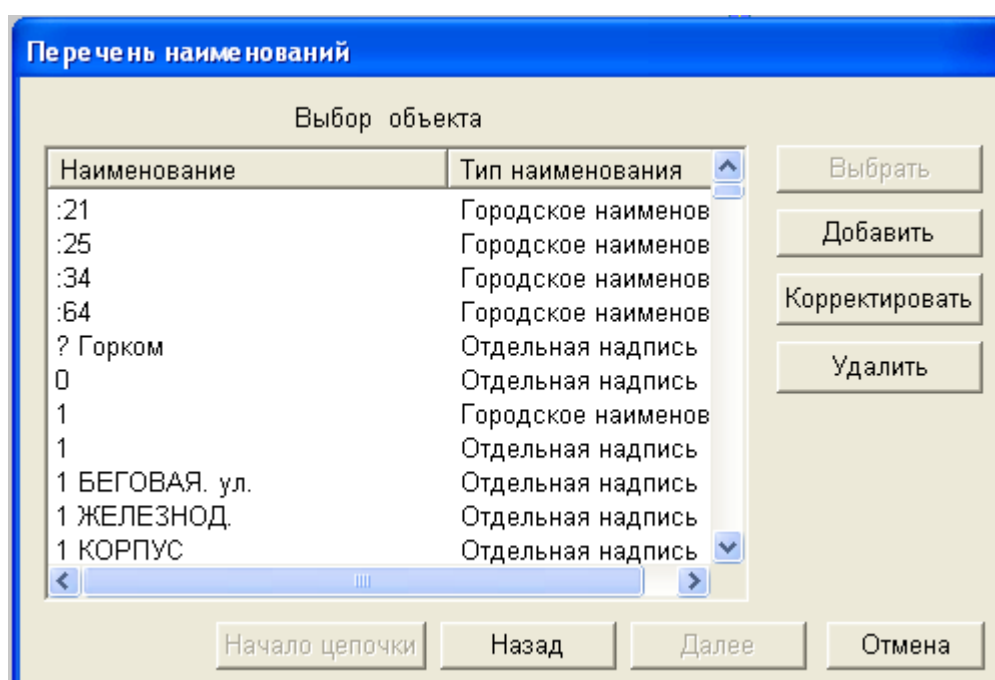 Перечень наименований
Выбор объекта
Наименование Тип наименования
:21 Городское наименов
:25 Городское наименов
:34 Городское наименов
:64 Городское наименов
? Горком Отдельная надпись
0 Отдельная надпись
1 Городское наименов
1 Отдельная надпись
1 БЕГОВАЯ. ул. Отдельная надпись
1 ЖЕЛЕЗНОД. Отдельная надпись
1 КОРПУС Отдельная надпись
Выбрать
Добавить
Корректировать
Удалить
Начало цепочки Назад Далее Отмена